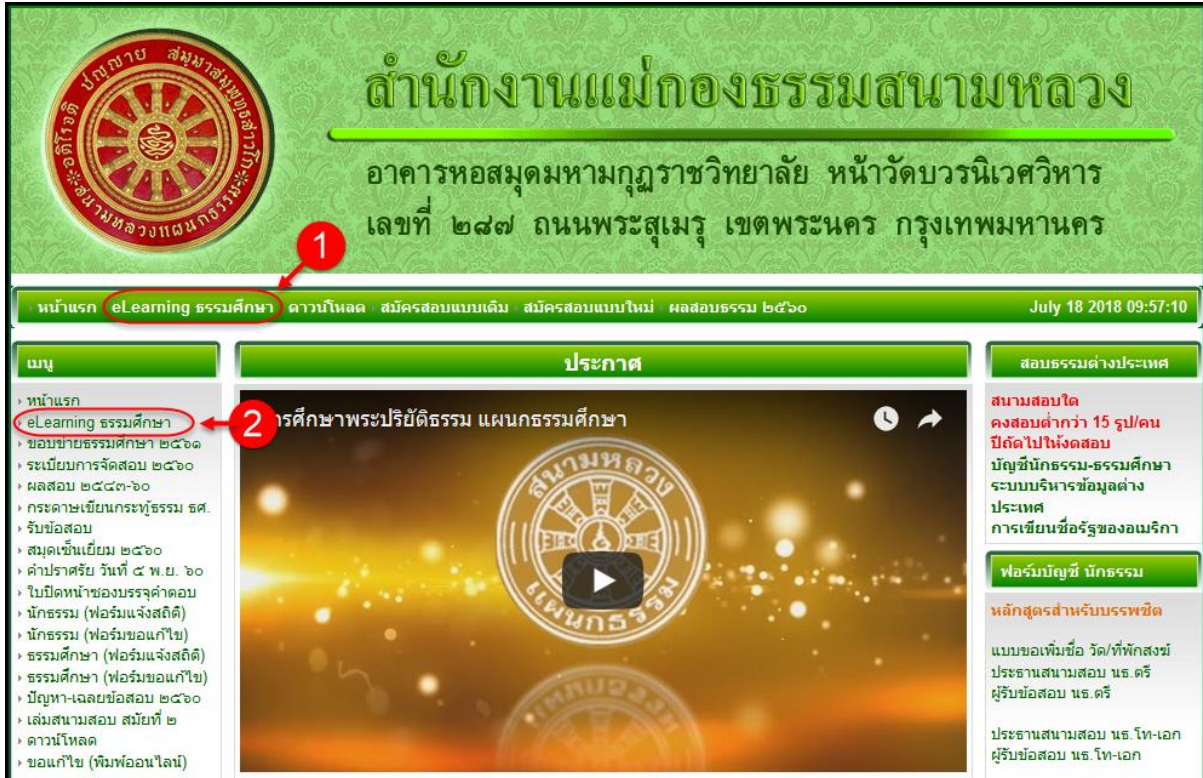 สำนักงานแม่กองธรรมสนามหลวง
อาคารหอสมุดมหามกุฏราชวิทยาลัย หน้าวัดบวรนิเวศวิหาร
เลขที่ ๒๘๗ ถนนพระสุเมรุ เขตพระนคร กรุงเทพมหานคร
1
หน้าแรก eLearning ธรรมศึกษา ดาวน์โหลด สมัครสอบแบบเดิม สมัครสอบแบบใหม่ ผลสอบธรรม ๒๕๖๐ July 18 2018 09:57:10
เมนู
หน้าแรก
eLearning ธรรมศึกษา
2
ขอบข่ายธรรมศึกษา ๒๕๖๑
ระเบียบการจัดสอบ ๒๕๖๐
ผลสอบ ๒๕๔๓-๖๐
กระดาษเขียนกระทู้ธรรม ธศ.
รับข้อสอบ
สมุดเซ็นเยี่ยม ๒๕๖๐
คำปราศรัย วันที่ ๕ พ.ย. ๖๐
ใบปิดหน้าซองบรรจุคำตอบ
นักธรรม (ฟอร์มแจ้งสถิติ)
นักธรรม (ฟอร์มขอแก้ไข)
ธรรมศึกษา (ฟอร์มแจ้งสถิติ)
ธรรมศึกษา (ฟอร์มขอแก้ไข)
ปัญหา-เฉลยข้อสอบ ๒๕๖๐
เล่มสนามสอบ สมัยที่ ๒
ดาวน์โหลด
ขอแก้ไข (พิมพ์ออนไลน์)
ประกาศ
ารศึกษาพระปริยัติธรรม แผนกธรรมศึกษา
สนามหลวง
แผนกธรรม
สอบธรรมต่างประเทศ
สนามสอบใด
คงสอบต่ำกว่า 15 รูป/คน
ปีถัดไปให้งดสอบ
บัญชีนักธรรม-ธรรมศึกษา
ระบบบริหารข้อมูลต่าง
ประเทศ
การเขียนชื่อรัฐของอเมริกา
ฟอร์มบัญชี นักธรรม
หลักสูตรสำหรับบรรพชิต
แบบขอเพิ่มชื่อ วัด/ที่พักสงฆ์
ประธานสนามสอบ นธ.ตรี
ผู้รับข้อสอบ นธ.ตรี
ประธานสนามสอบ นธ.โท-เอก
ผู้รับข้อสอบ นธ.โท-เอก